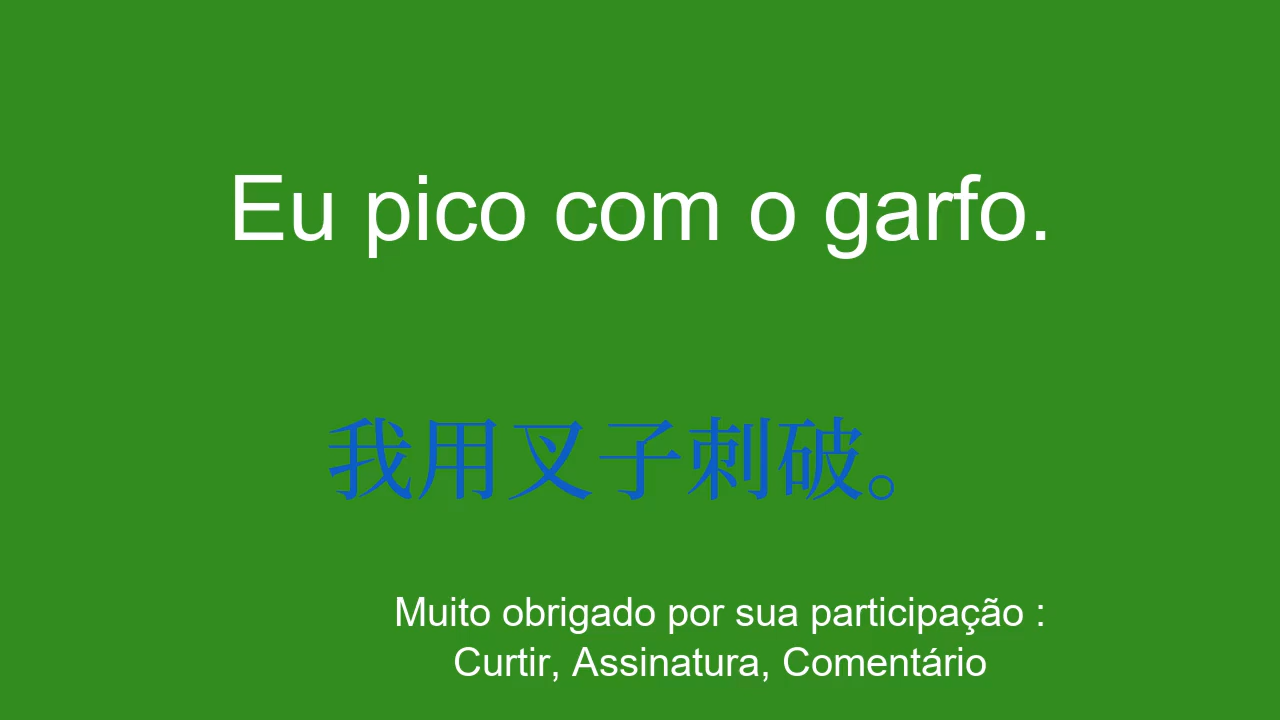 Eu pico com o garfo.
我用叉子刺破。
Muito obrigado por sua participação :
Curtir, Assinatura, Comentário